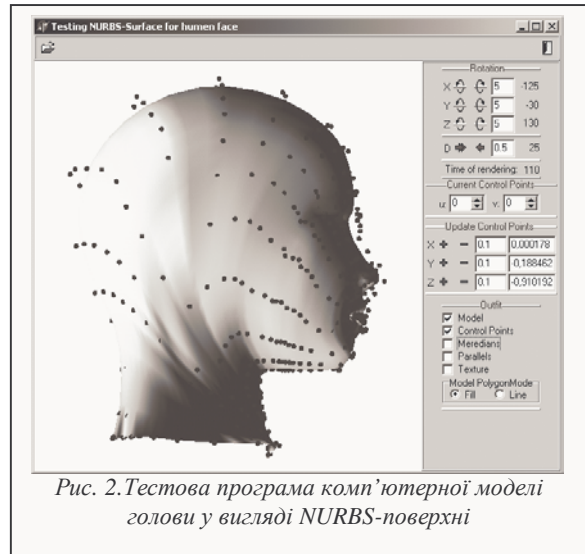 Testing NURBS-Surface for humen face
Rotation
X 5 -125
Y 5 -30
Z 5 130
D 0.5 25
Time of rendering: 110
Current Control Points
u: 0 v: 0
Update Control Points
X + - 0.1 0,000178
Y + - 0.1 -0,188462
Z + - 0.1 -0,910192
Outfit
Model
Control Points
Meredians
Parallels
Texture
Model PolygonMode
Fill Line
Рис. 2.Тестова програма комп’ютерної моделі
голови у вигляді NURBS-поверхні